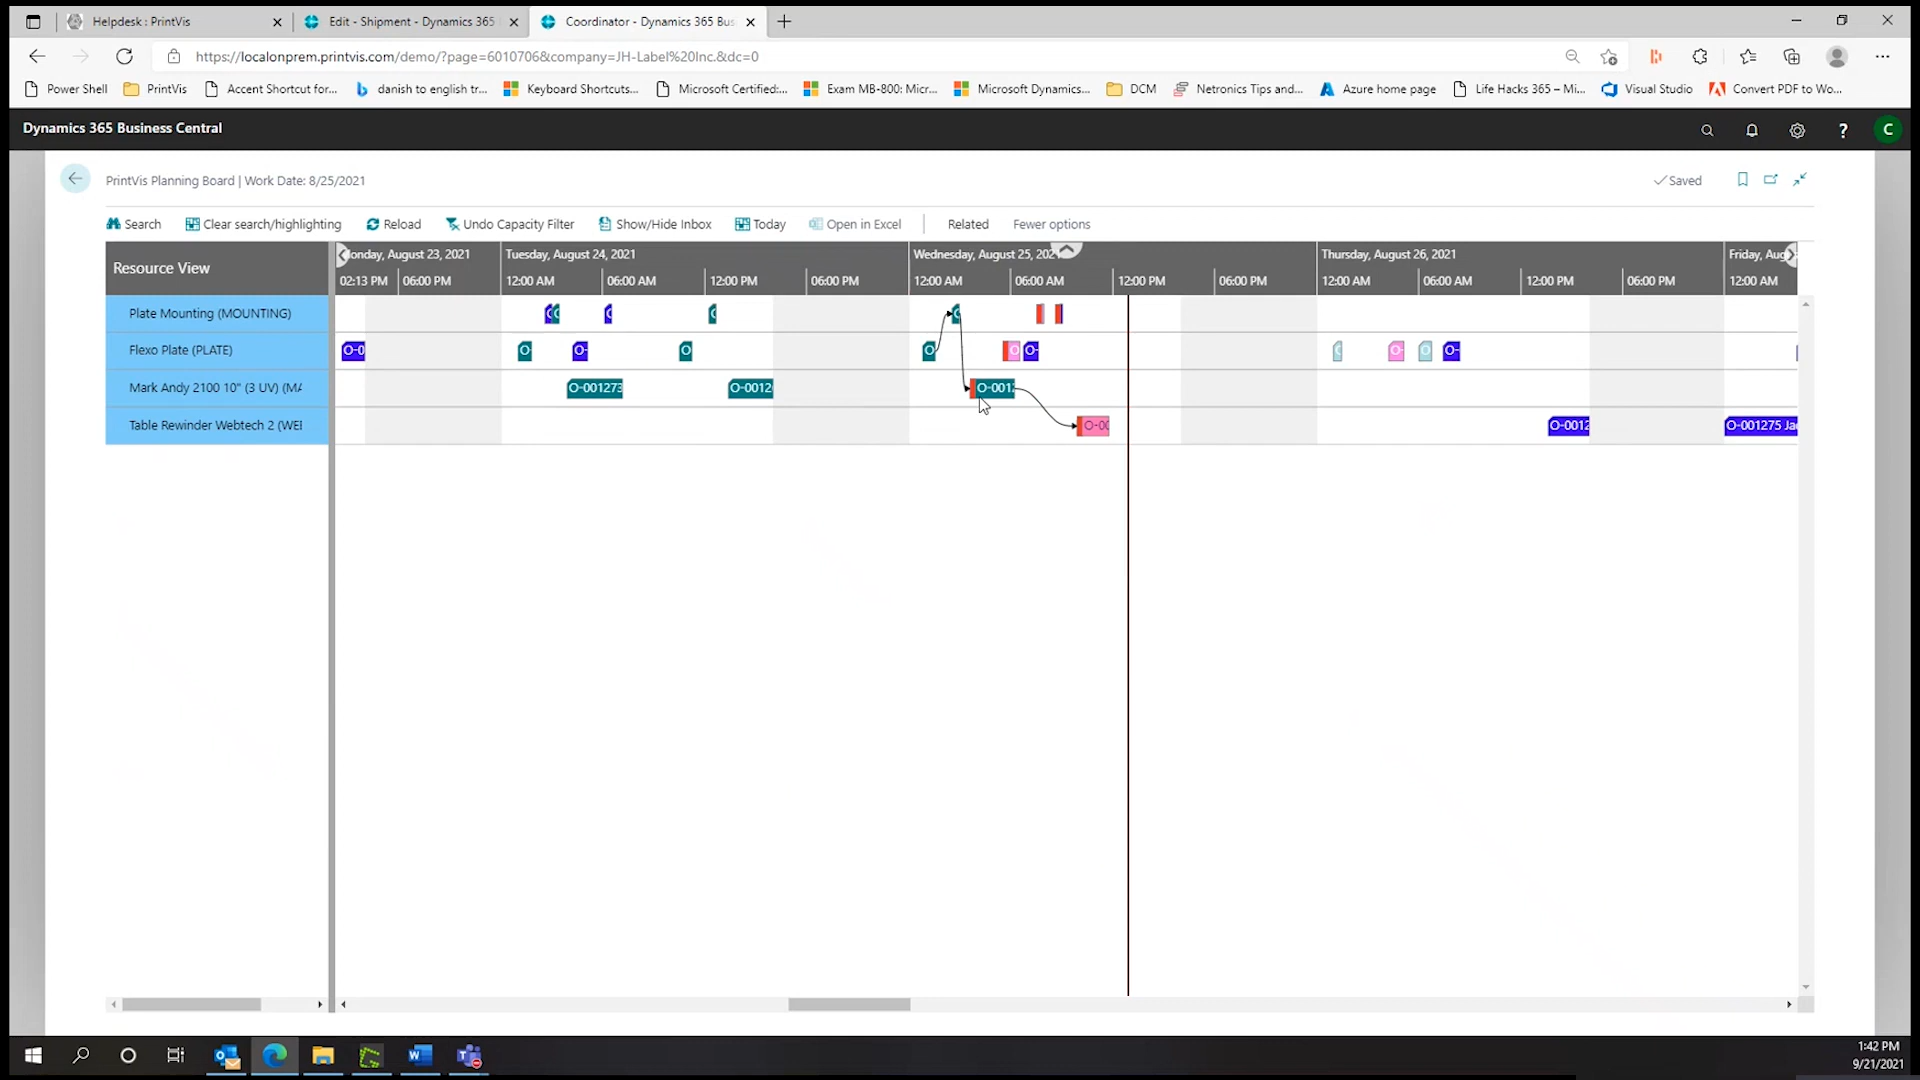 Helpedesk : PrintVis
Edit - Shipment - Dynamics 365
Coordinator - Dynamics 365 Bus
https://localonprem.printvis.com/demo/?page=6010706&company=JH-Label%20Inc.&dc=0
Power Shell
PrintVis
Accent Shortcut for...
danish to english tr...
Keyboard Shortcuts...
Microsoft Certified:...
Exam MB-800: Micr...
Microsoft Dynamics...
DCM
Netronics Tips and...
Azure home page
Life Hacks 365 – Mi...
Visual Studio
Convert PDF to Wo...
Dynamics 365 Business Central
?
C
PrintVis Planning Board | Work Date: 8/25/2021
Saved
Search
Clear search/highlighting
Reload
Undo Capacity Filter
Show/Hide Inbox
Today
Open in Excel
Related
Fewer options
Resource View
onday, August 23, 2021
Tuesday, August 24, 2021
Wednesday, August 25, 202
Thursday, August 26, 2021
Friday, Aug
02:13 PM
06:00 PM
12:00 AM
06:00 AM
12:00 PM
06:00 PM
12:00 AM
06:00 AM
12:00 PM
06:00 PM
12:00 AM
06:00 AM
12:00 PM
06:00 PM
12:00 AM
Plate Mounting (MOUNTING)
Flexo Plate (PLATE)
O-0
O
O-
O
O
O
O-
O-
O
O-
Mark Andy 2100 10" (3 UV) (MA
O-001273
O-0012
O-001
Table Rewinder Webtech 2 (WEB
O-00
O-0012
O-001275 Ja
1:42 PM
9/21/2021